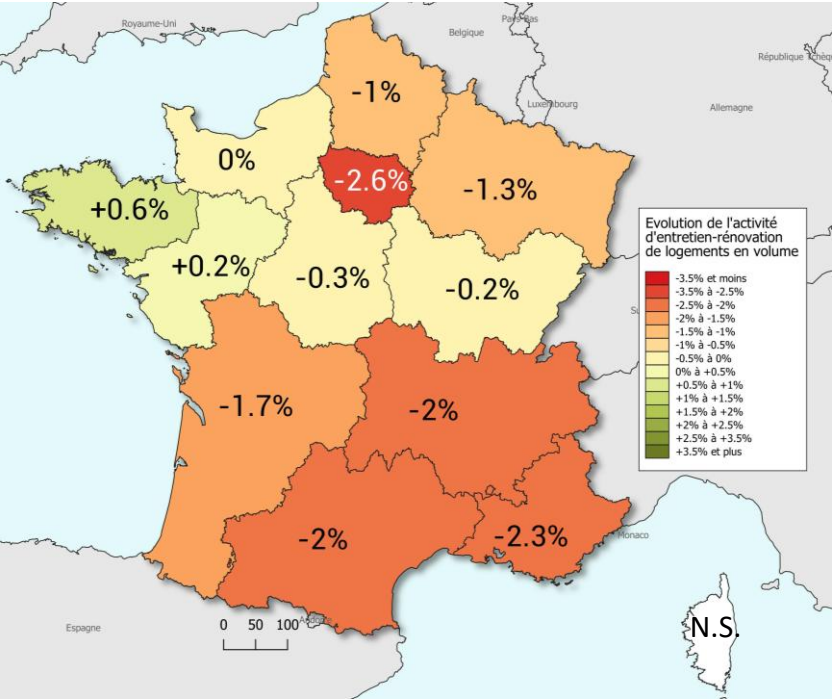 Royaume-Uni
Pays-Bas
Belgique
République Tchèque
Luxembourg
Allemagne
-1%
0%
-2.6%
-1.3%
+0.6%
+0.2%
-0.3%
-0.2%
Evolution de l'activité
d'entretien-rénovation
de logements en volume
-3.5% et moins
-3.5% à -2.5%
-2.5% à -2%
-2% à -1.5%
-1.5% à -1%
-1% à -0.5%
-0.5% à 0%
0% à +0.5%
+0.5% à +1%
+1% à +1.5%
+1.5% à +2%
+2% à +2.5%
+2.5% à +3.5%
+3.5% et plus
Su
-1.7%
-2%
-2%
-2.3%
Monaco
Andorre
0 50 100
Espagne
N.S.